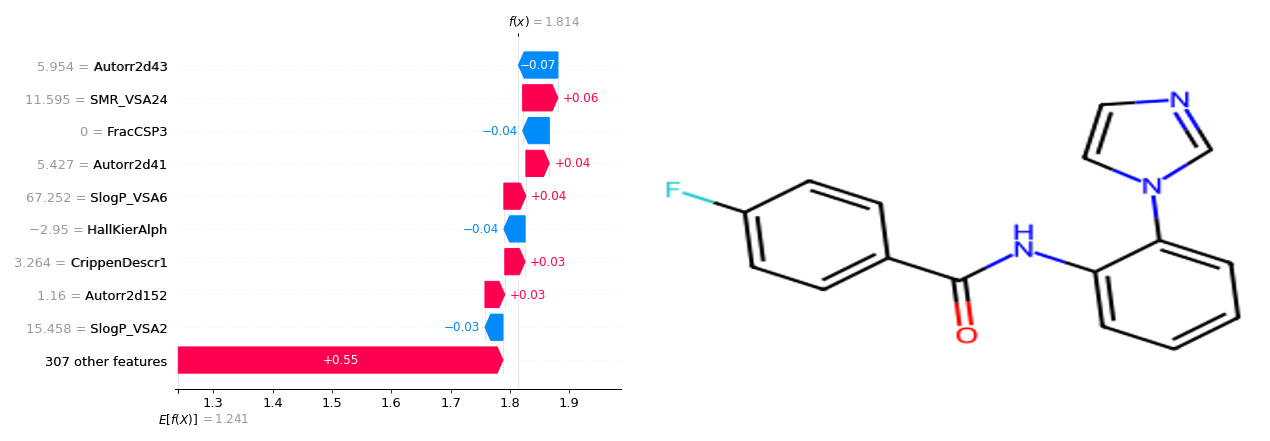 f(x) = 1.814
5.954 = Autorr2d43
−0.07
11.595 = SMR_VSA24
+0.06
0 = FracCSP3
−0.04
5.427 = Autorr2d41
+0.04
67.252 = SlogP_VSA6
+0.04
−2.95 = HallKierAlph
−0.04
3.264 = CrippenDescr1
+0.03
1.16 = Autorr2d152
+0.03
15.458 = SlogP_VSA2
−0.03
307 other features
+0.55
1.3 1.4 1.5 1.6 1.7 1.8 1.9
E[f(X)] = 1.241
N
F
N
H
N
O